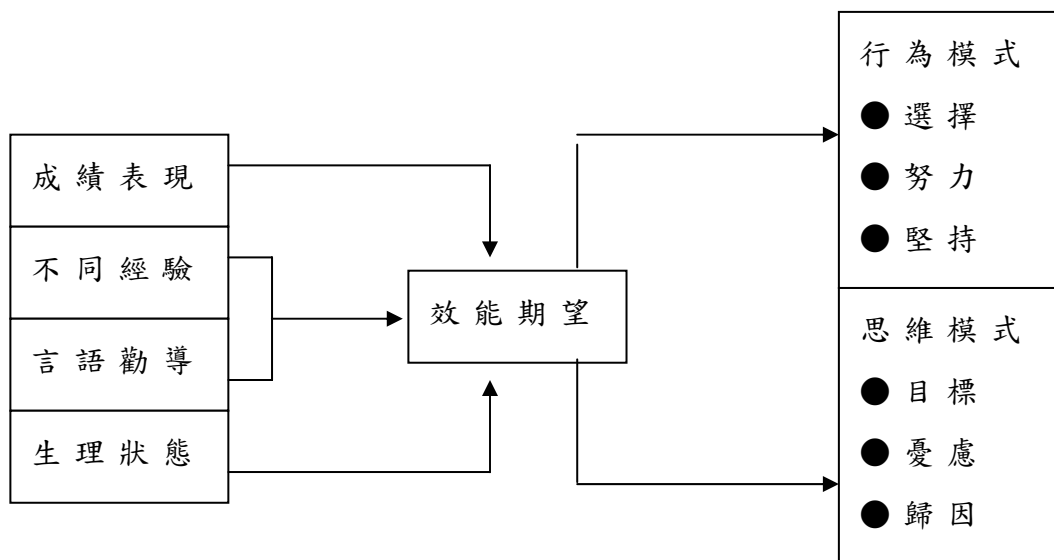 成績表現
不同經驗
言語勸導
生理狀態
效能期望
行為模式
● 選擇
● 努力
● 堅持
思維模式
● 目標
● 憂慮
● 歸因